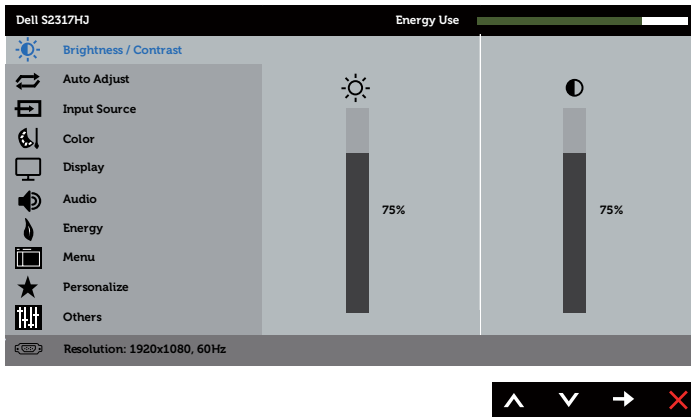 Dell S2317HJ
Energy Use
Brightness / Contrast
Auto Adjust
Input Source
Color
Display
Audio
Energy
Menu
Personalize
Others
75%
75%
Resolution: 1920x1080, 60Hz